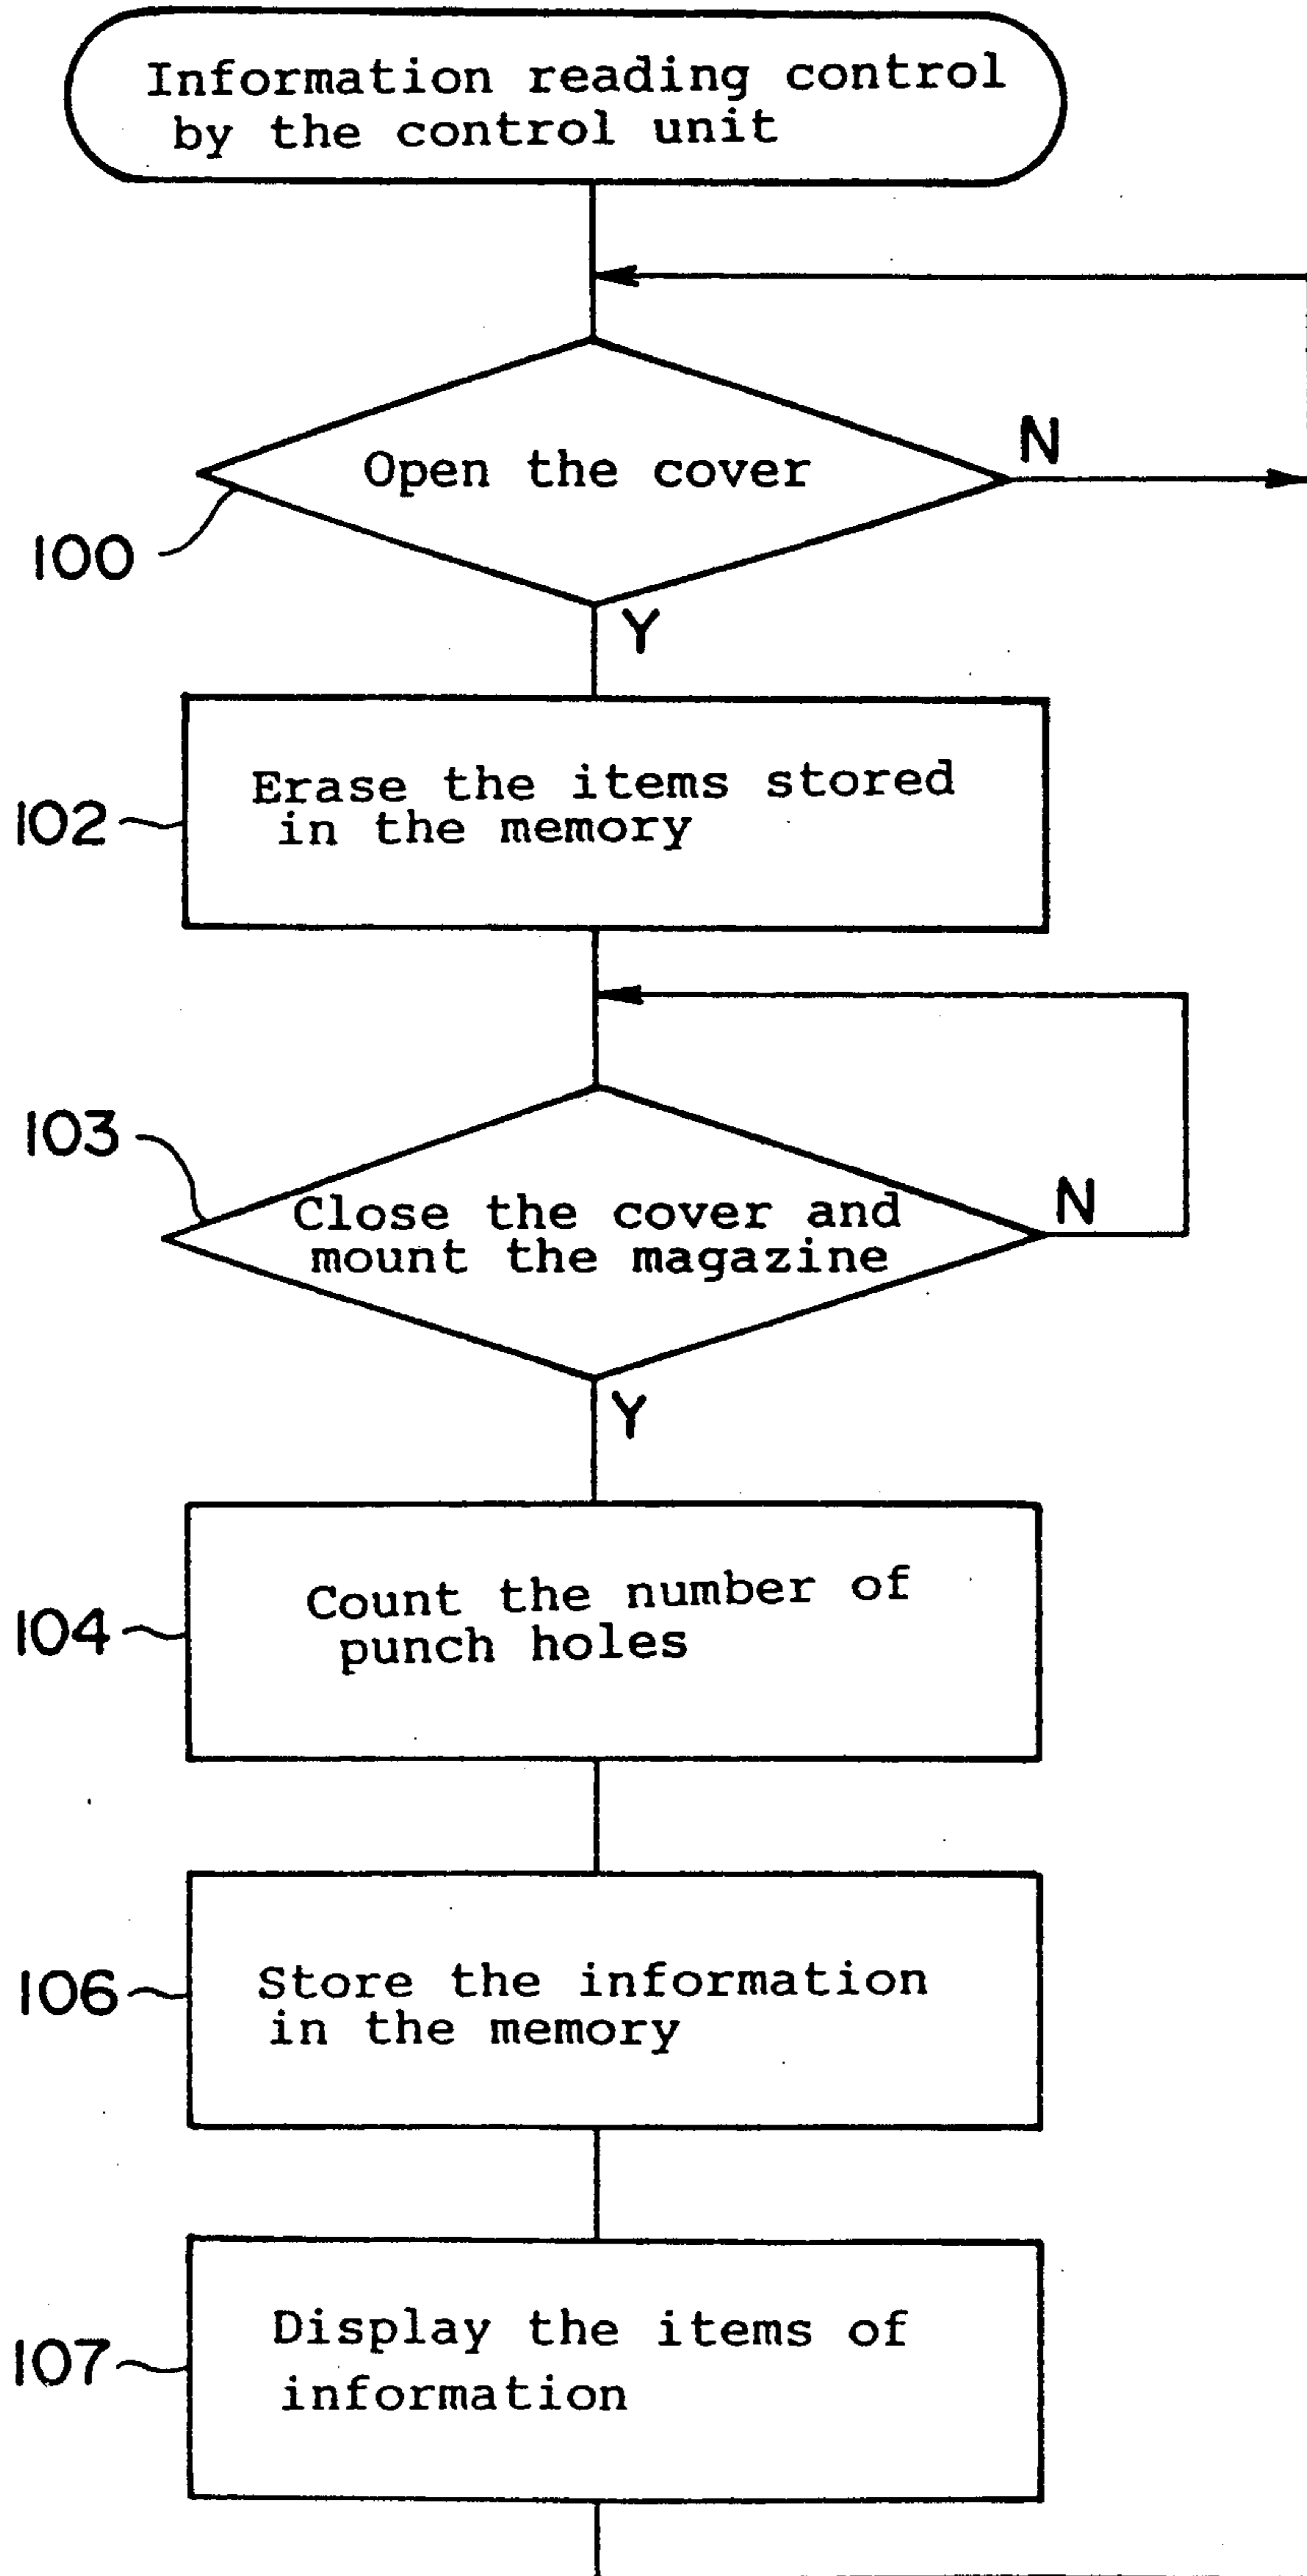 Information reading control
by the control unit
Open the cover
N
100
Y
Erase the items stored
in the memory
102
103
Close the cover and
mount the magazine
N
Y
Count the number of
punch holes
104
Store the information
in the memory
106
Display the items of
information
107